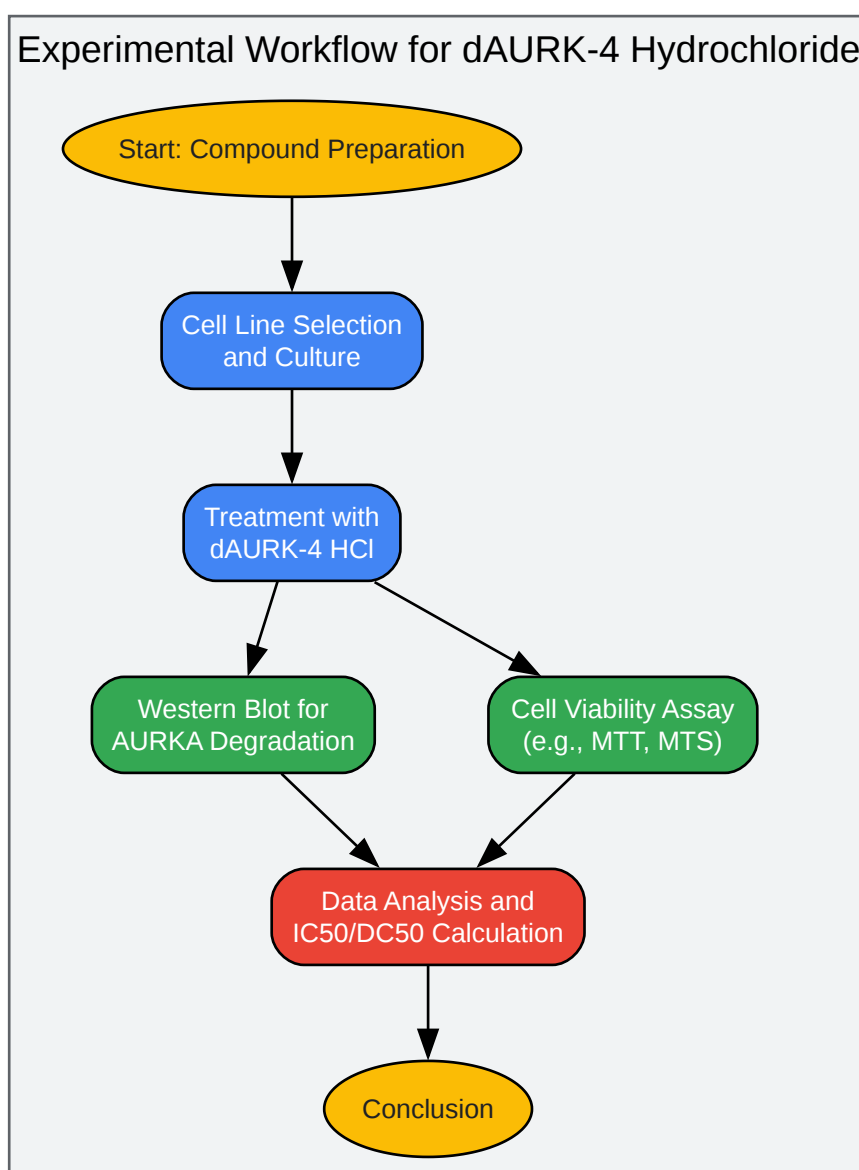 Experimental Workflow for dAURK-4 Hydrochloride
Start: Compound Preparation
Cell Line Selection
and Culture
Treatment with
dAURK-4 HCl
Western Blot for
AURKA Degradation
Cell Viability Assay
(e.g., MTT, MTS)
Data Analysis and
IC50/DC50 Calculation
Conclusion